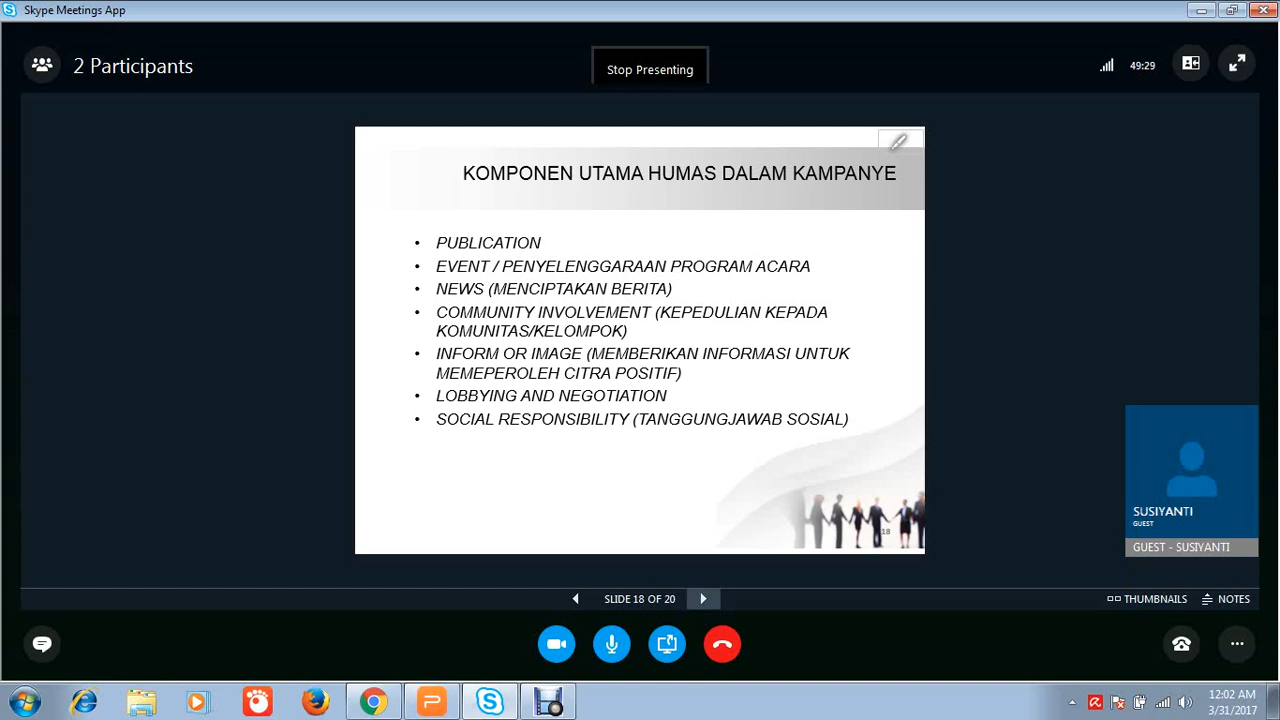 Skype Meetings App
2 Participants
Stop Presenting
49:29
KOMPONEN UTAMA HUMAS DALAM KAMPANYE
• PUBLICATION
• EVENT / PENYELENGGARAAN PROGRAM ACARA
• NEWS (MENCIPTAKAN BERITA)
• COMMUNITY INVOLVEMENT (KEPEDULIAN KEPADA
KOMUNITAS/KELOMPOK)
• INFORM OR IMAGE (MEMBERIKAN INFORMASI UNTUK
MEMEPEROLEH CITRA POSITIF)
• LOBBYING AND NEGOTIATION
• SOCIAL RESPONSIBILITY (TANGGUNGJAWAB SOSIAL)
18
SUSIYANTI
GUEST
GUEST - SUSIYANTI
SLIDE 18 OF 20
THUMBNAILS
NOTES
12:02 AM
3/31/2017